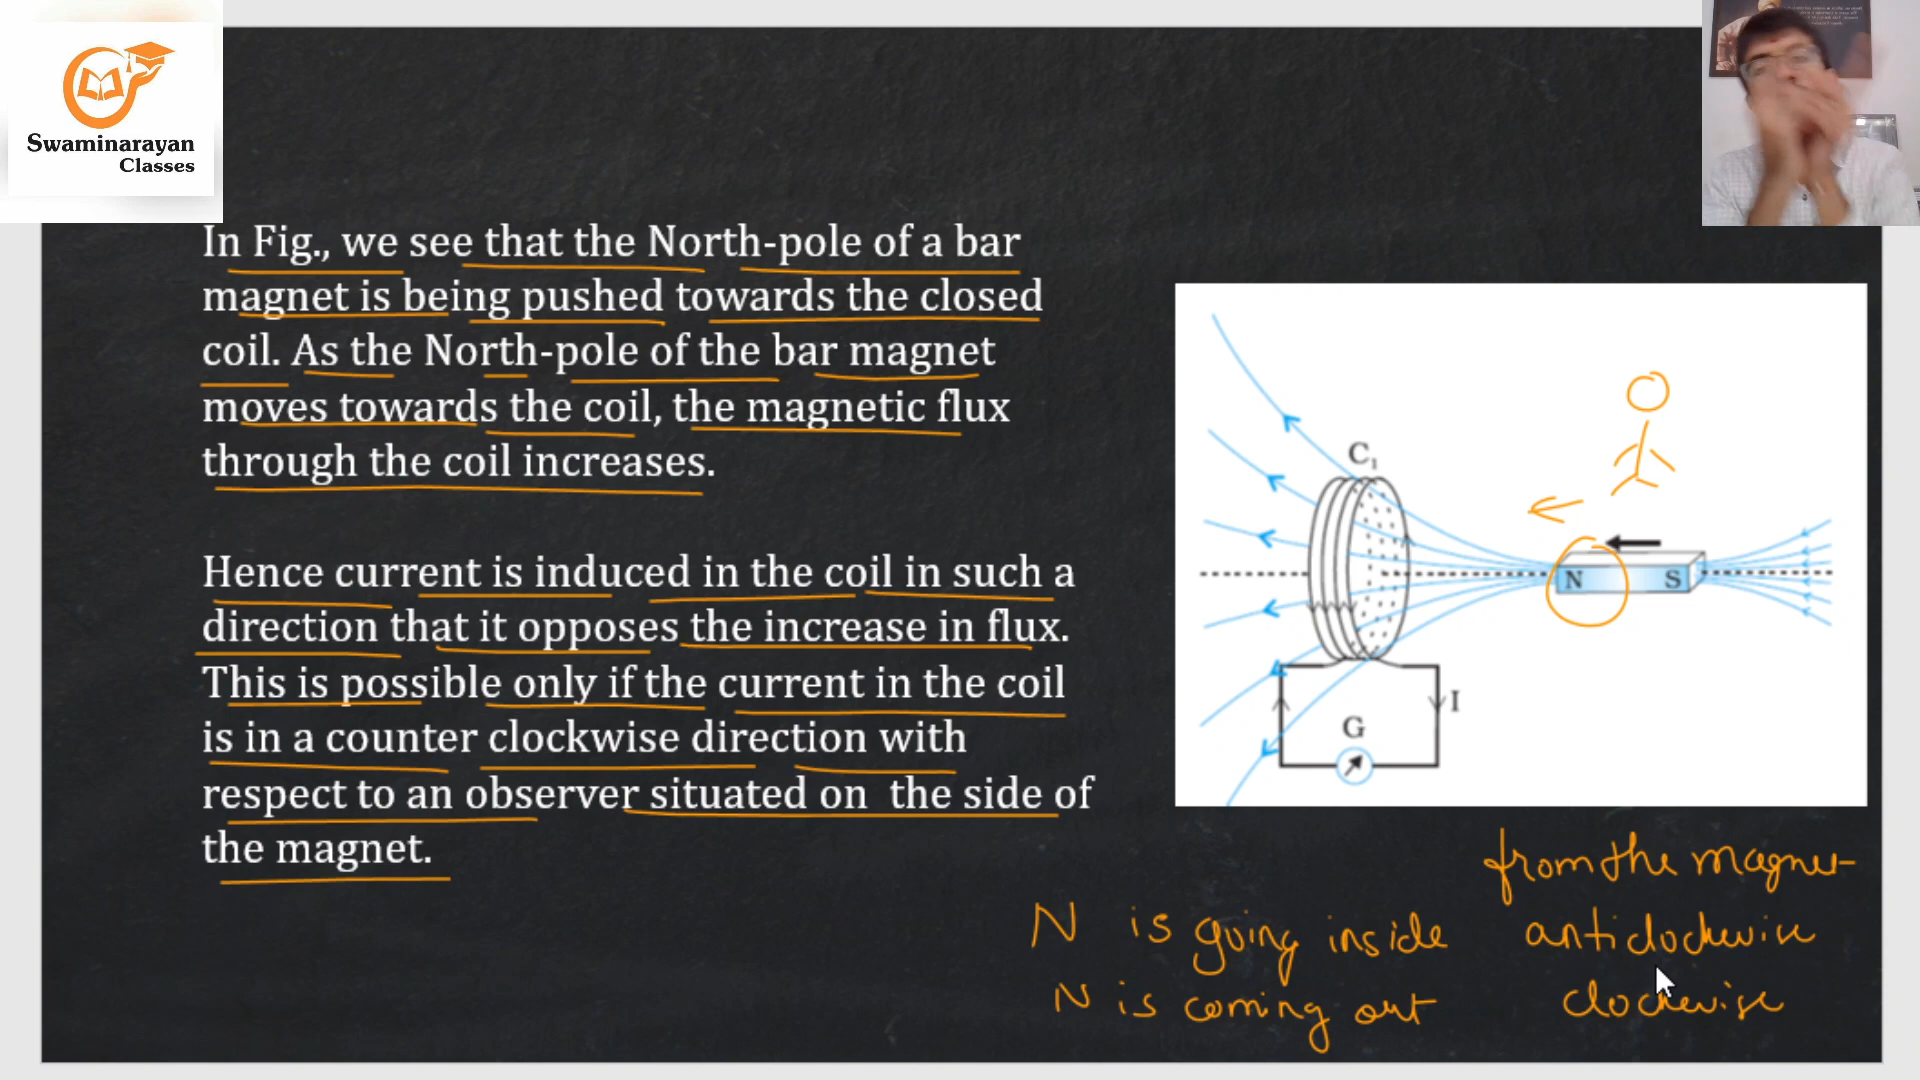 Swaminarayan
Classes
In Fig., we see that the North-pole of a bar
magnet is being pushed towards the closed
coil. As the North-pole of the bar magnet
moves towards the coil, the magnetic flux
through the coil increases.
Hence current is induced in the coil in such a
direction that it opposes the increase in flux.
This is possible only if the current in the coil
is in a counter clockwise direction with
respect to an observer situated on the side of
the magnet.
C₁
N S
I
G
from the magnet
N is going inside anticlockwise
N is coming out clockwise